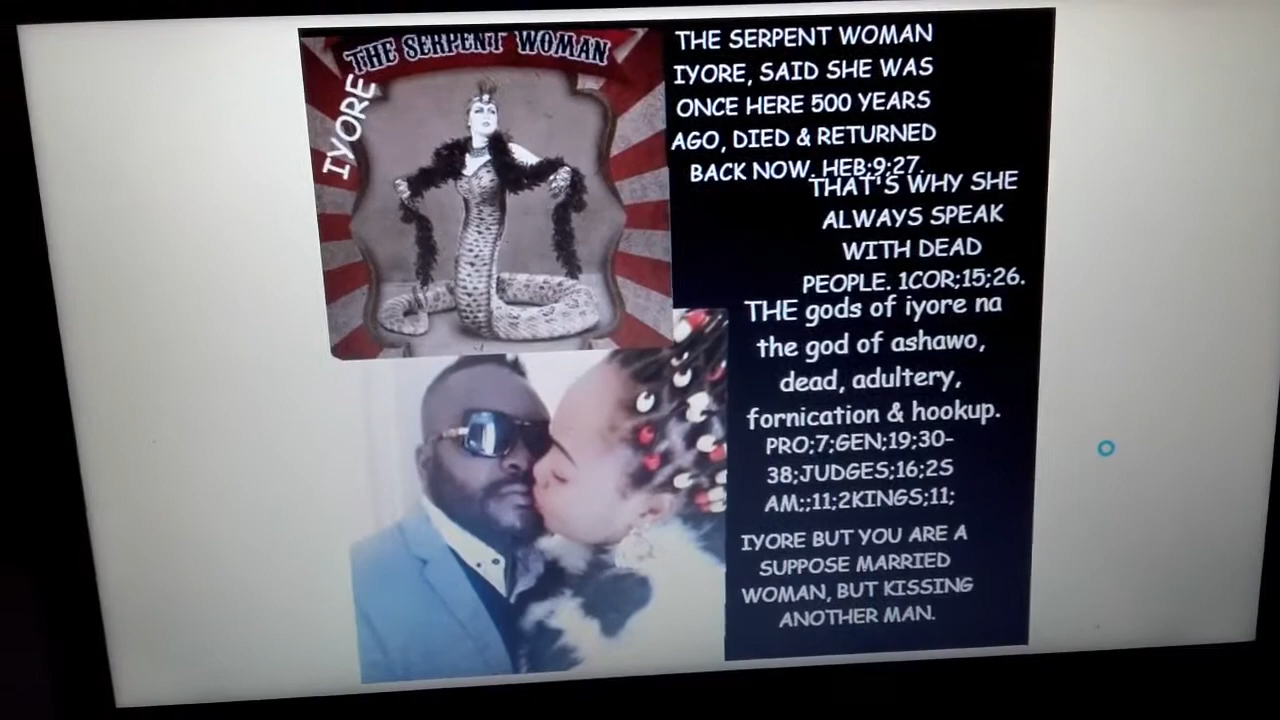 THE SERPENT WOMAN
IYORE
THE SERPENT WOMAN
IYORE, SAID SHE WAS
ONCE HERE 500 YEARS
AGO, DIED & RETURNED
BACK NOW. HEB;9;27.
THAT'S WHY SHE
ALWAYS SPEAK
WITH DEAD
PEOPLE. 1COR;15;26.
THE gods of iyore na
the god of ashawo,
dead, adultery,
fornication & hookup.
PRO;7;GEN;19;30-
38;JUDGES;16;2S
AM;;11;2KINGS;11;
IYORE BUT YOU ARE A
SUPPOSE MARRIED
WOMAN, BUT KISSING
ANOTHER MAN.